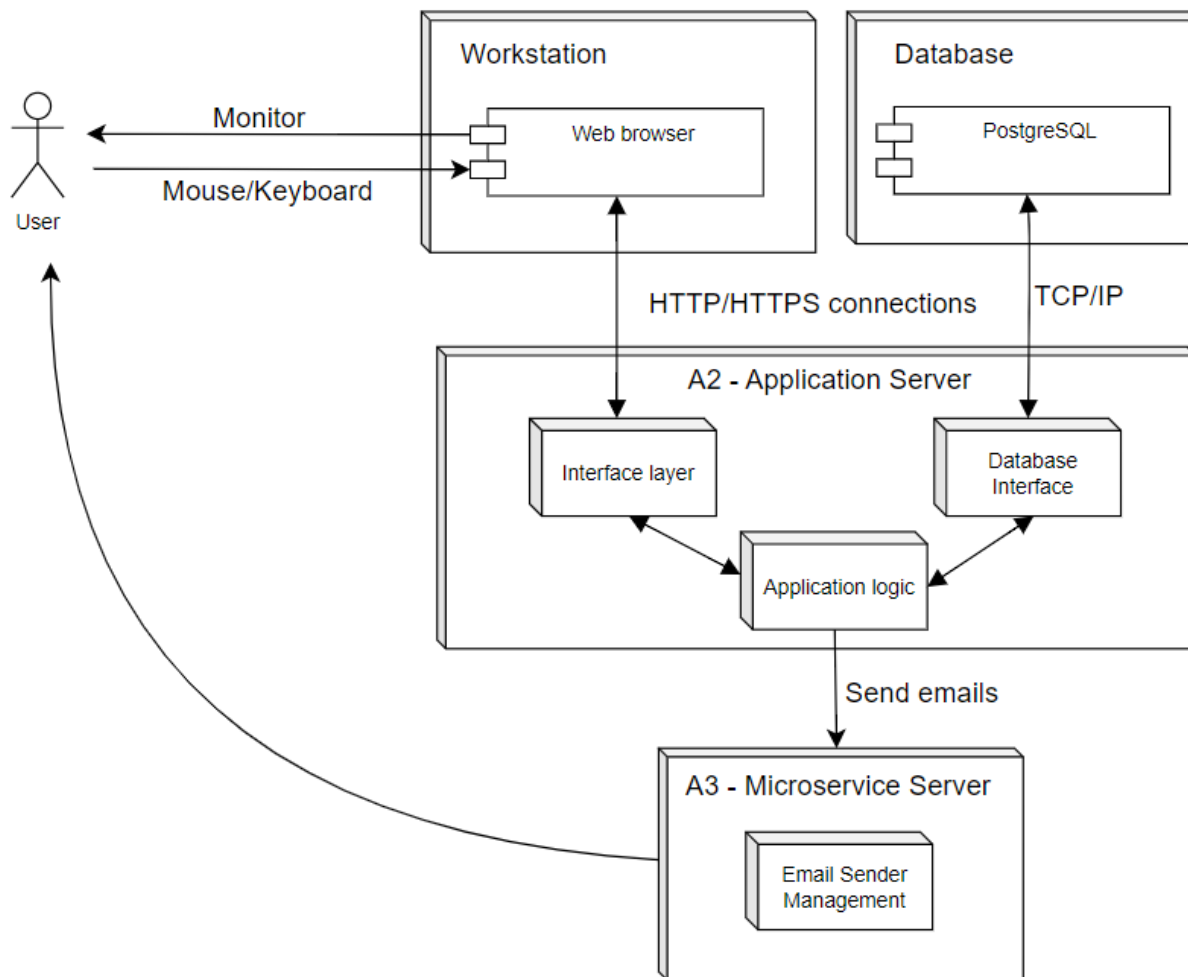 Workstation
Database
Web browser
PostgreSQL
Monitor
Mouse/Keyboard
User
HTTP/HTTPS connections
TCP/IP
A2 - Application Server
Interface layer
Database
Interface
Application logic
Send emails
A3 - Microservice Server
Email Sender
Management